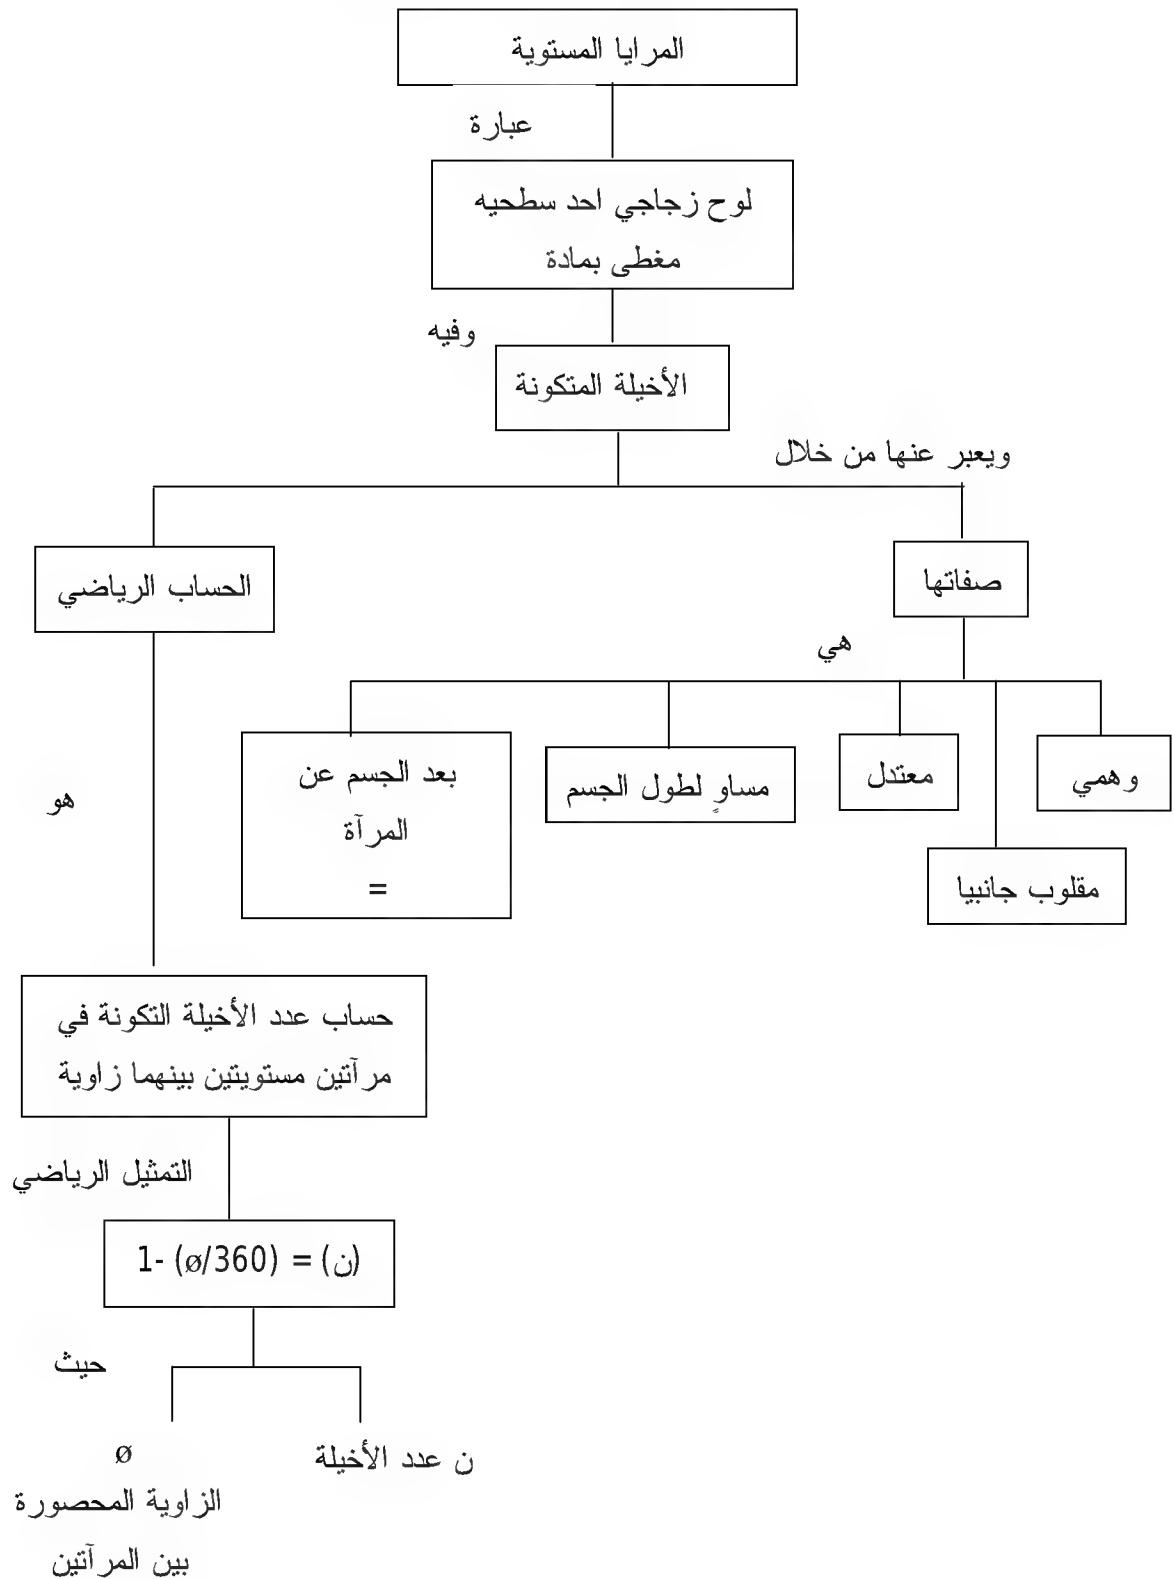 المرايا المستوية
عبارة
لوح زجاجي احد سطحيه
مغطى بمادة
وفيه
الأخيلة المتكونة
ويعبر عنها من خلال
صفاتها
الحساب الرياضي
هي
وهمي
معتدل
مساوٍ لطول الجسم
بعد الجسم عن
المرآة
=
مقلوب جانبيا
هو
حساب عدد الأخيلة التكونة في
مرآتين مستويتين بينهما زاوية
التمثيل الرياضي
(ن) = (360/ø) -1
حيث
ن عدد الأخيلة
ø
الزاوية المحصورة
بين المرآتين